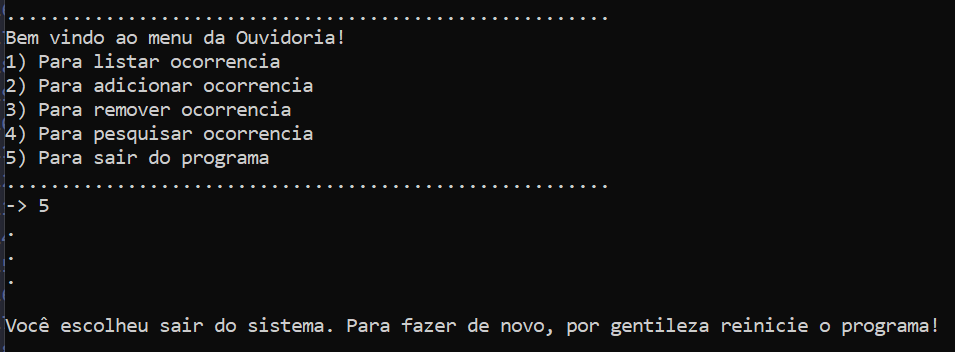 .......................................................
Bem vindo ao menu da Ouvidoria!
1) Para listar ocorrencia
2) Para adicionar ocorrencia
3) Para remover ocorrencia
4) Para pesquisar ocorrencia
5) Para sair do programa
.......................................................
-> 5
.
.
.
Você escolheu sair do sistema. Para fazer de novo, por gentileza reinicie o programa!